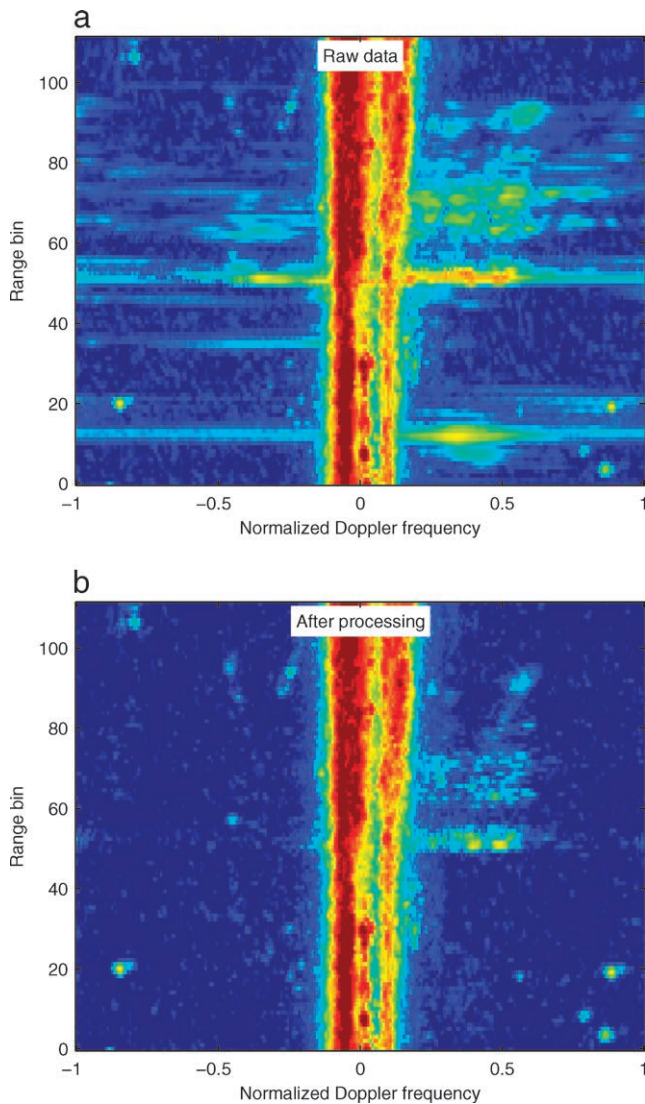 a
Raw data
100
80
60
40
20
0
Range bin
−1 −0.5 0 0.5 1
Normalized Doppler frequency
b
After processing
100
80
60
40
20
0
Range bin
−1 −0.5 0 0.5 1
Normalized Doppler frequency